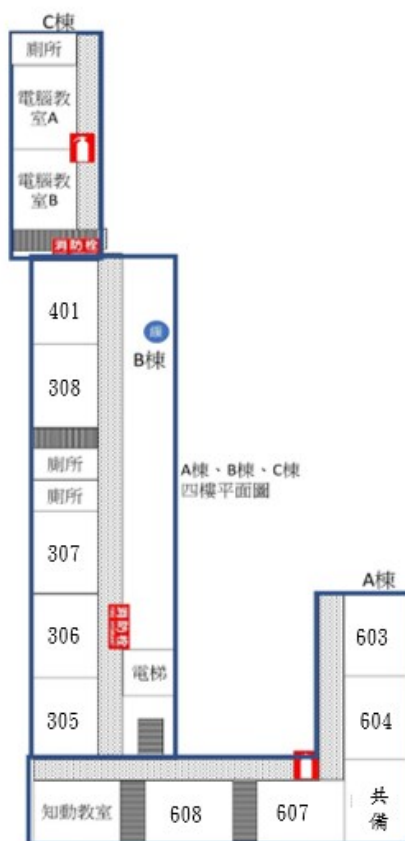 C棟
廁所
電腦教
室A
電腦教
室B
消防栓
401
B棟
308
廁所
廁所
A棟、B棟、C棟
四樓平面圖
307
A棟
消防栓
306
603
電梯
305
604
知動教室
608
607
共
備